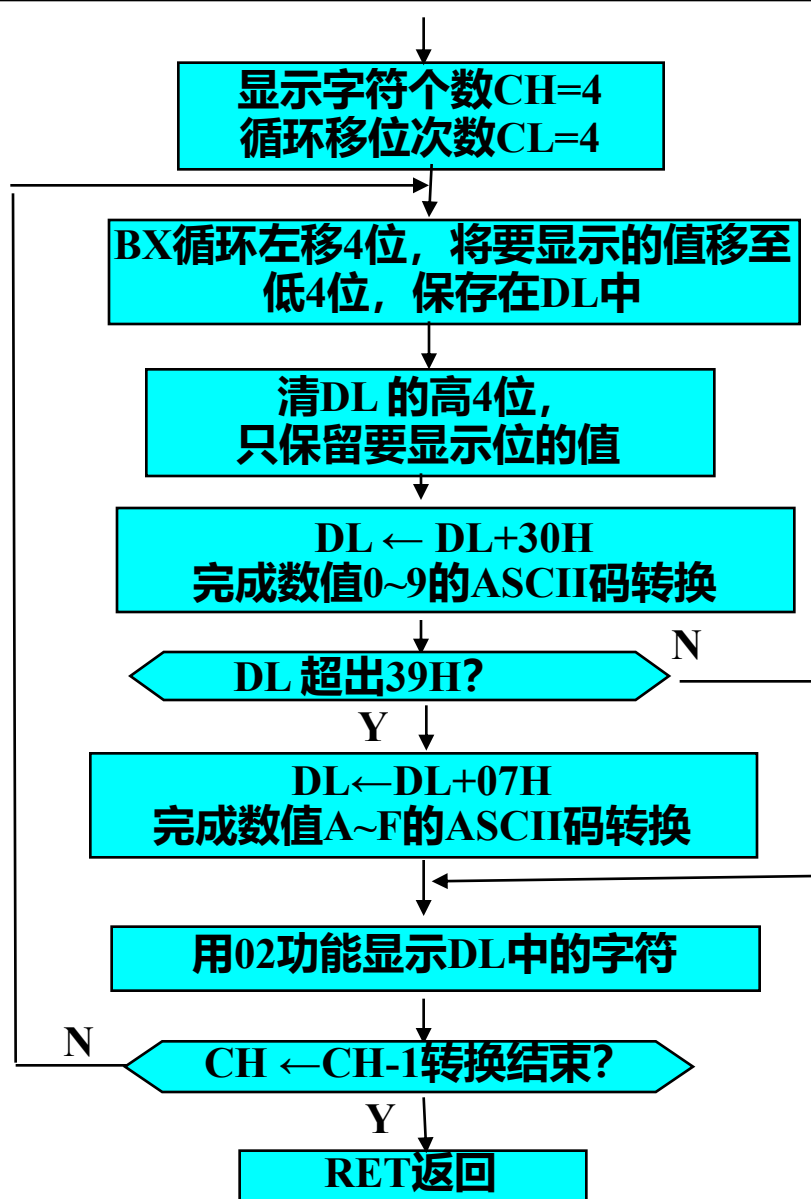 显示字符个数CH=4
循环移位次数CL=4
BX循环左移4位，将要显示的值移至
低4位，保存在DL中
清DL 的高4位，
只保留要显示位的值
DL ← DL+30H
完成数值0~9的ASCII码转换
DL 超出39H？
N
Y
DL←DL+07H
完成数值A~F的ASCII码转换
用02功能显示DL中的字符
N
CH ←CH-1转换结束？
Y
RET返回